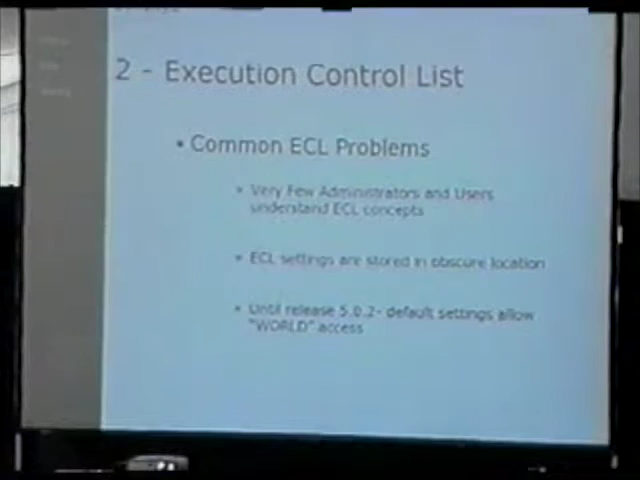 2 - Execution Control List
• Common ECL Problems
• Very Few Administrators and Users
understand ECL concepts
• ECL settings are stored in obscure location
• Until release 5.0.2- default settings allow
"WORLD" access